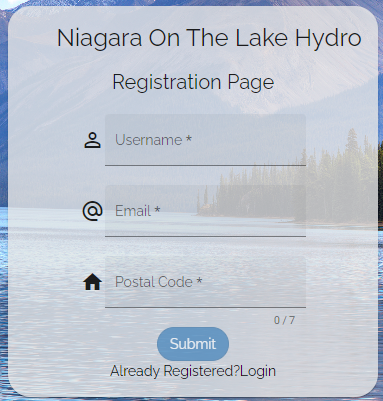 Niagara On The Lake Hydro
Registration Page
Username *
Email *
Postal Code *
0 / 7
Submit
Already Registered?Login